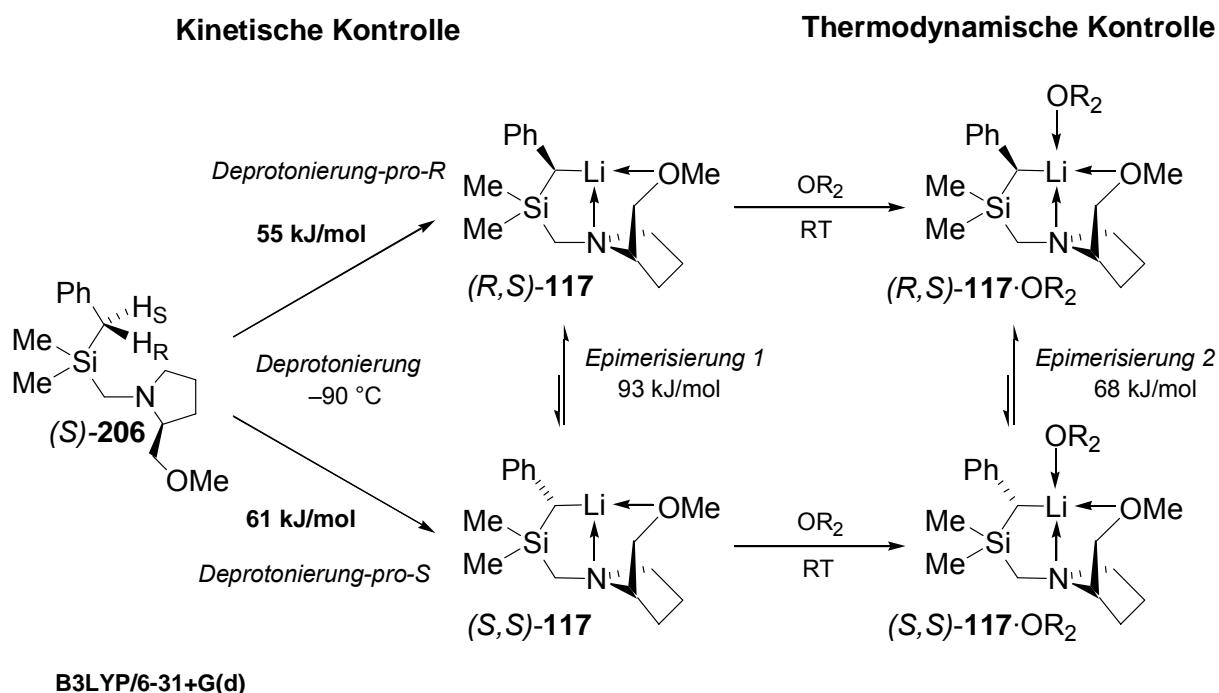 Kinetische Kontrolle
Thermodynamische Kontrolle
Deprotonierung-pro-R
55 kJ/mol
Ph
HS
HR
Me
Me
Si
N
OMe
(S)-206
Deprotonierung
–90 °C
61 kJ/mol
Deprotonierung-pro-S
Ph
Li
OMe
Me
Me
Si
N
(R,S)-117
OR2
RT
OR2
Ph
Li
OMe
Me
Me
Si
N
(R,S)-117·OR2
Epimerisierung 1
93 kJ/mol
Epimerisierung 2
68 kJ/mol
Ph
Li
OMe
Me
Me
Si
N
(S,S)-117
OR2
RT
OR2
Ph
Li
OMe
Me
Me
Si
N
(S,S)-117·OR2
B3LYP/6-31+G(d)